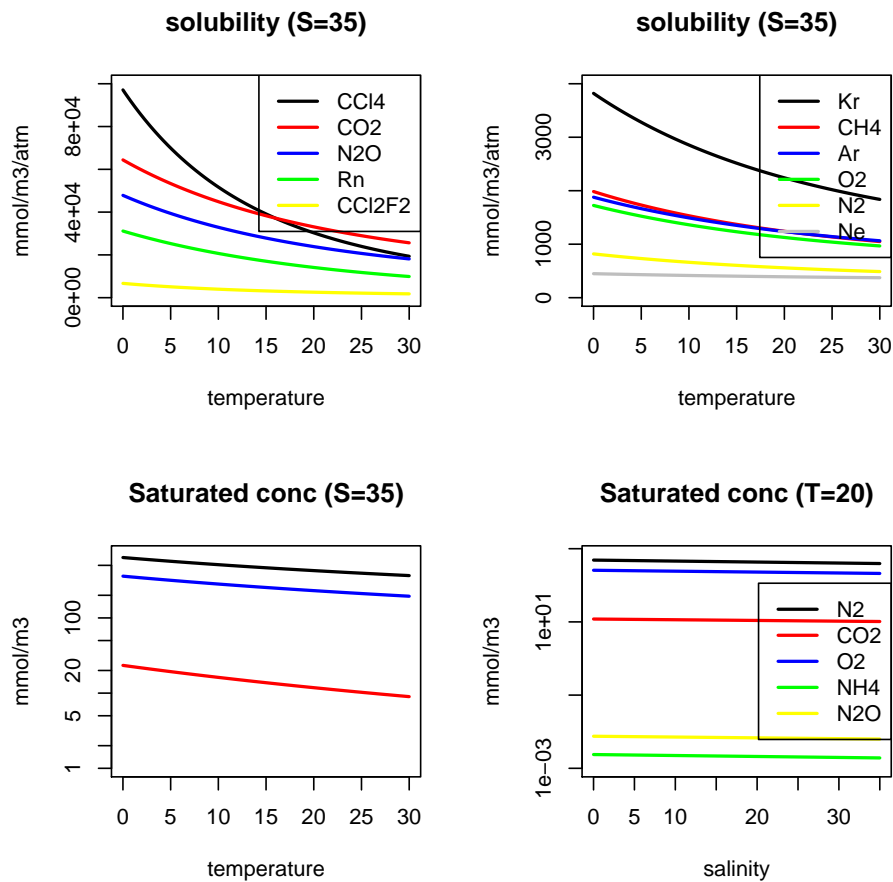 solubility (S=35)
mmol/m3/atm
0e+00 4e+04 8e+04
CCl4
CO2
N2O
Rn
CCl2F2
0 5 10 15 20 25 30
temperature
solubility (S=35)
mmol/m3/atm
0 1000 3000
Kr
CH4
Ar
O2
N2
Ne
0 5 10 15 20 25 30
temperature
Saturated conc (S=35)
mmol/m3
1 5 20 100
0 5 10 15 20 25 30
temperature
Saturated conc (T=20)
mmol/m3
1e−03 1e+01
N2
CO2
O2
NH4
N2O
0 5 10 20 30
salinity